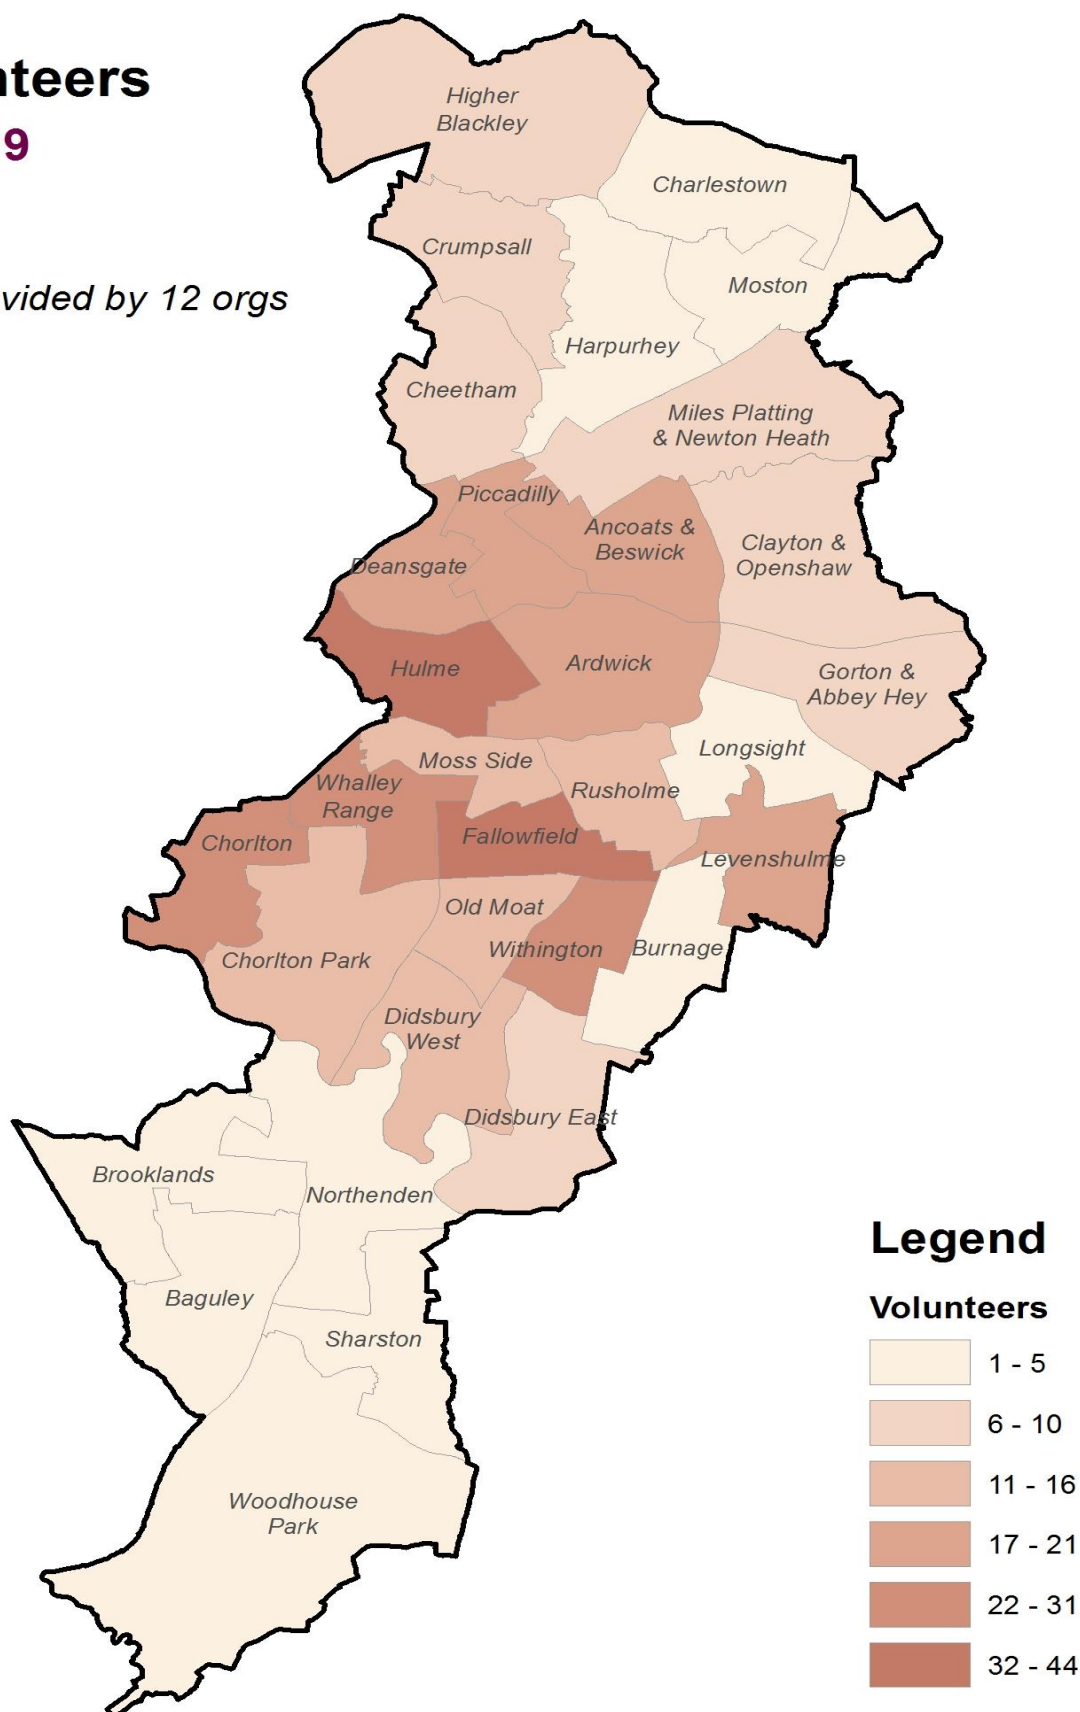 nteers
9
vided by 12 orgs
Higher
Blackley
Charlestown
Crumpsall
Moston
Harpurhey
Cheetham
Miles Platting
& Newton Heath
Piccadilly
Ancoats &
Beswick
Clayton &
Openshaw
Deansgate
Hulme
Ardwick
Gorton &
Abbey Hey
Longsight
Moss Side
Whalley
Range
Rusholme
Chorlton
Fallowfield
Levenshulme
Old Moat
Withington
Burnage
Chorlton Park
Didsbury
West
Didsbury East
Brooklands
Northenden
Baguley
Sharston
Woodhouse
Park
Legend
Volunteers
1 - 5
6 - 10
11 - 16
17 - 21
22 - 31
32 - 44